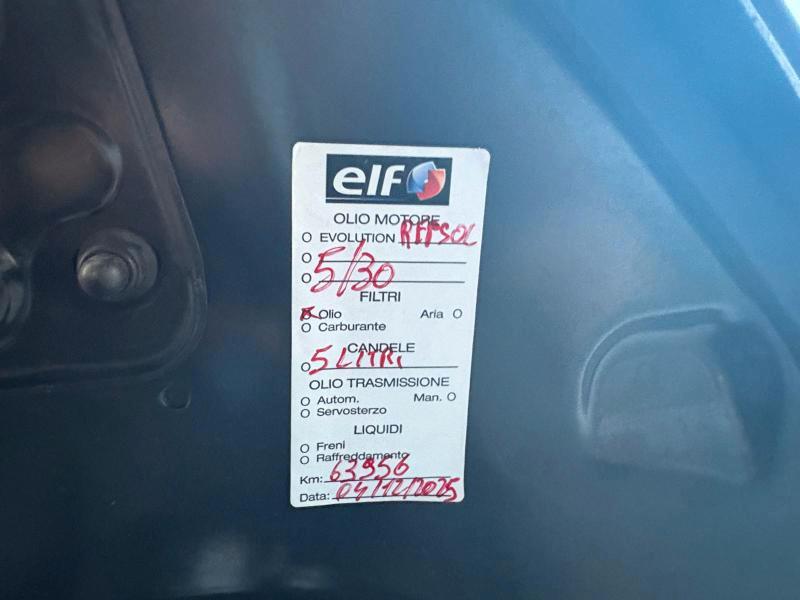 elf
OLIO MOTORE
EVOLUTION REPSOL
5/30
FILTRI
Olio Aria
Carburante
CANDELE
5 LITRI
OLIO TRASMISSIONE
Autom. Man.
Servosterzo
LIQUIDI
Freni
Raffreddamento
Km: 63956
Data: 04/12/2025